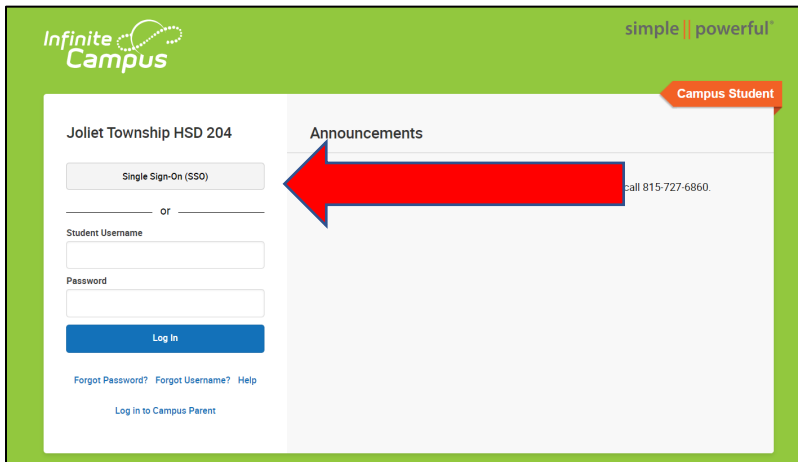 Infinite
Campus
simple || powerful®
Campus Student
Joliet Township HSD 204
Announcements
Single Sign-On (SSO)
call 815-727-6860.
or
Student Username
Password
Log In
Forgot Password? Forgot Username? Help
Log in to Campus Parent